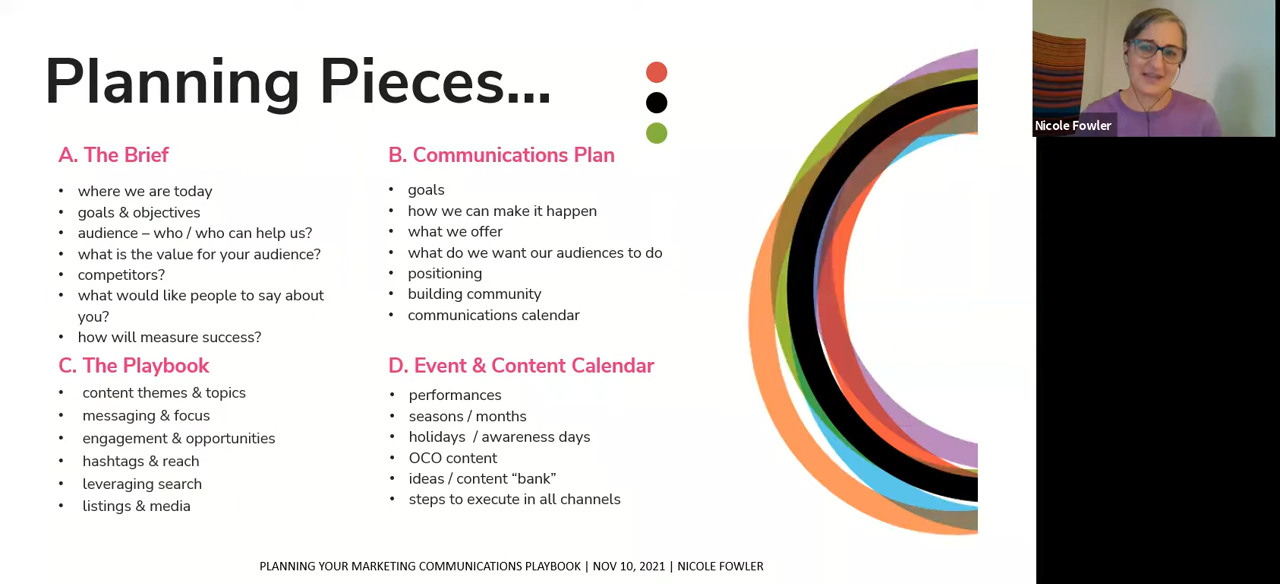 Planning Pieces...
A. The Brief
• where we are today
• goals & objectives
• audience – who / who can help us?
• what is the value for your audience?
• competitors?
• what would like people to say about
you?
• how will measure success?
B. Communications Plan
• goals
• how we can make it happen
• what we offer
• what do we want our audiences to do
• positioning
• building community
• communications calendar
C. The Playbook
• content themes & topics
• messaging & focus
• engagement & opportunities
• hashtags & reach
• leveraging search
• listings & media
D. Event & Content Calendar
• performances
• seasons / months
• holidays / awareness days
• OCO content
• ideas / content “bank”
• steps to execute in all channels
PLANNING YOUR MARKETING COMMUNICATIONS PLAYBOOK | NOV 10, 2021 | NICOLE FOWLER
Nicole Fowler